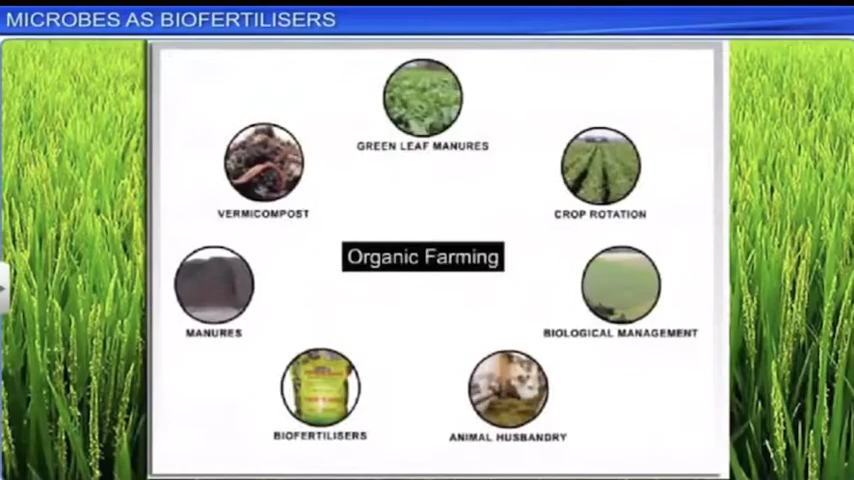 MICROBES AS BIOFERTILISERS
GREEN LEAF MANURES
VERMICOMPOST
CROP ROTATION
Organic Farming
MANURES
BIOLOGICAL MANAGEMENT
BIOFERTILISERS
ANIMAL HUSBANDRY